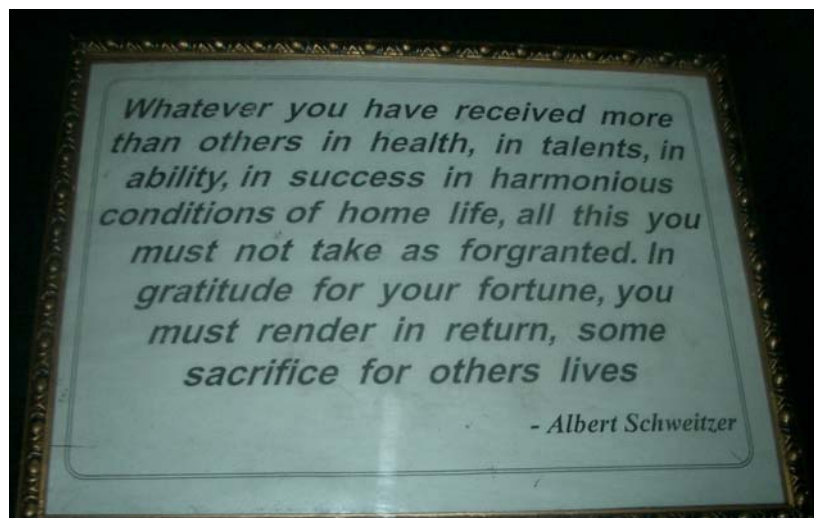 Whatever you have received more
than others in health, in talents, in
ability, in success in harmonious
conditions of home life, all this you
must not take as forgranted. In
gratitude for your fortune, you
must render in return, some
sacrifice for others lives
- Albert Schweitzer